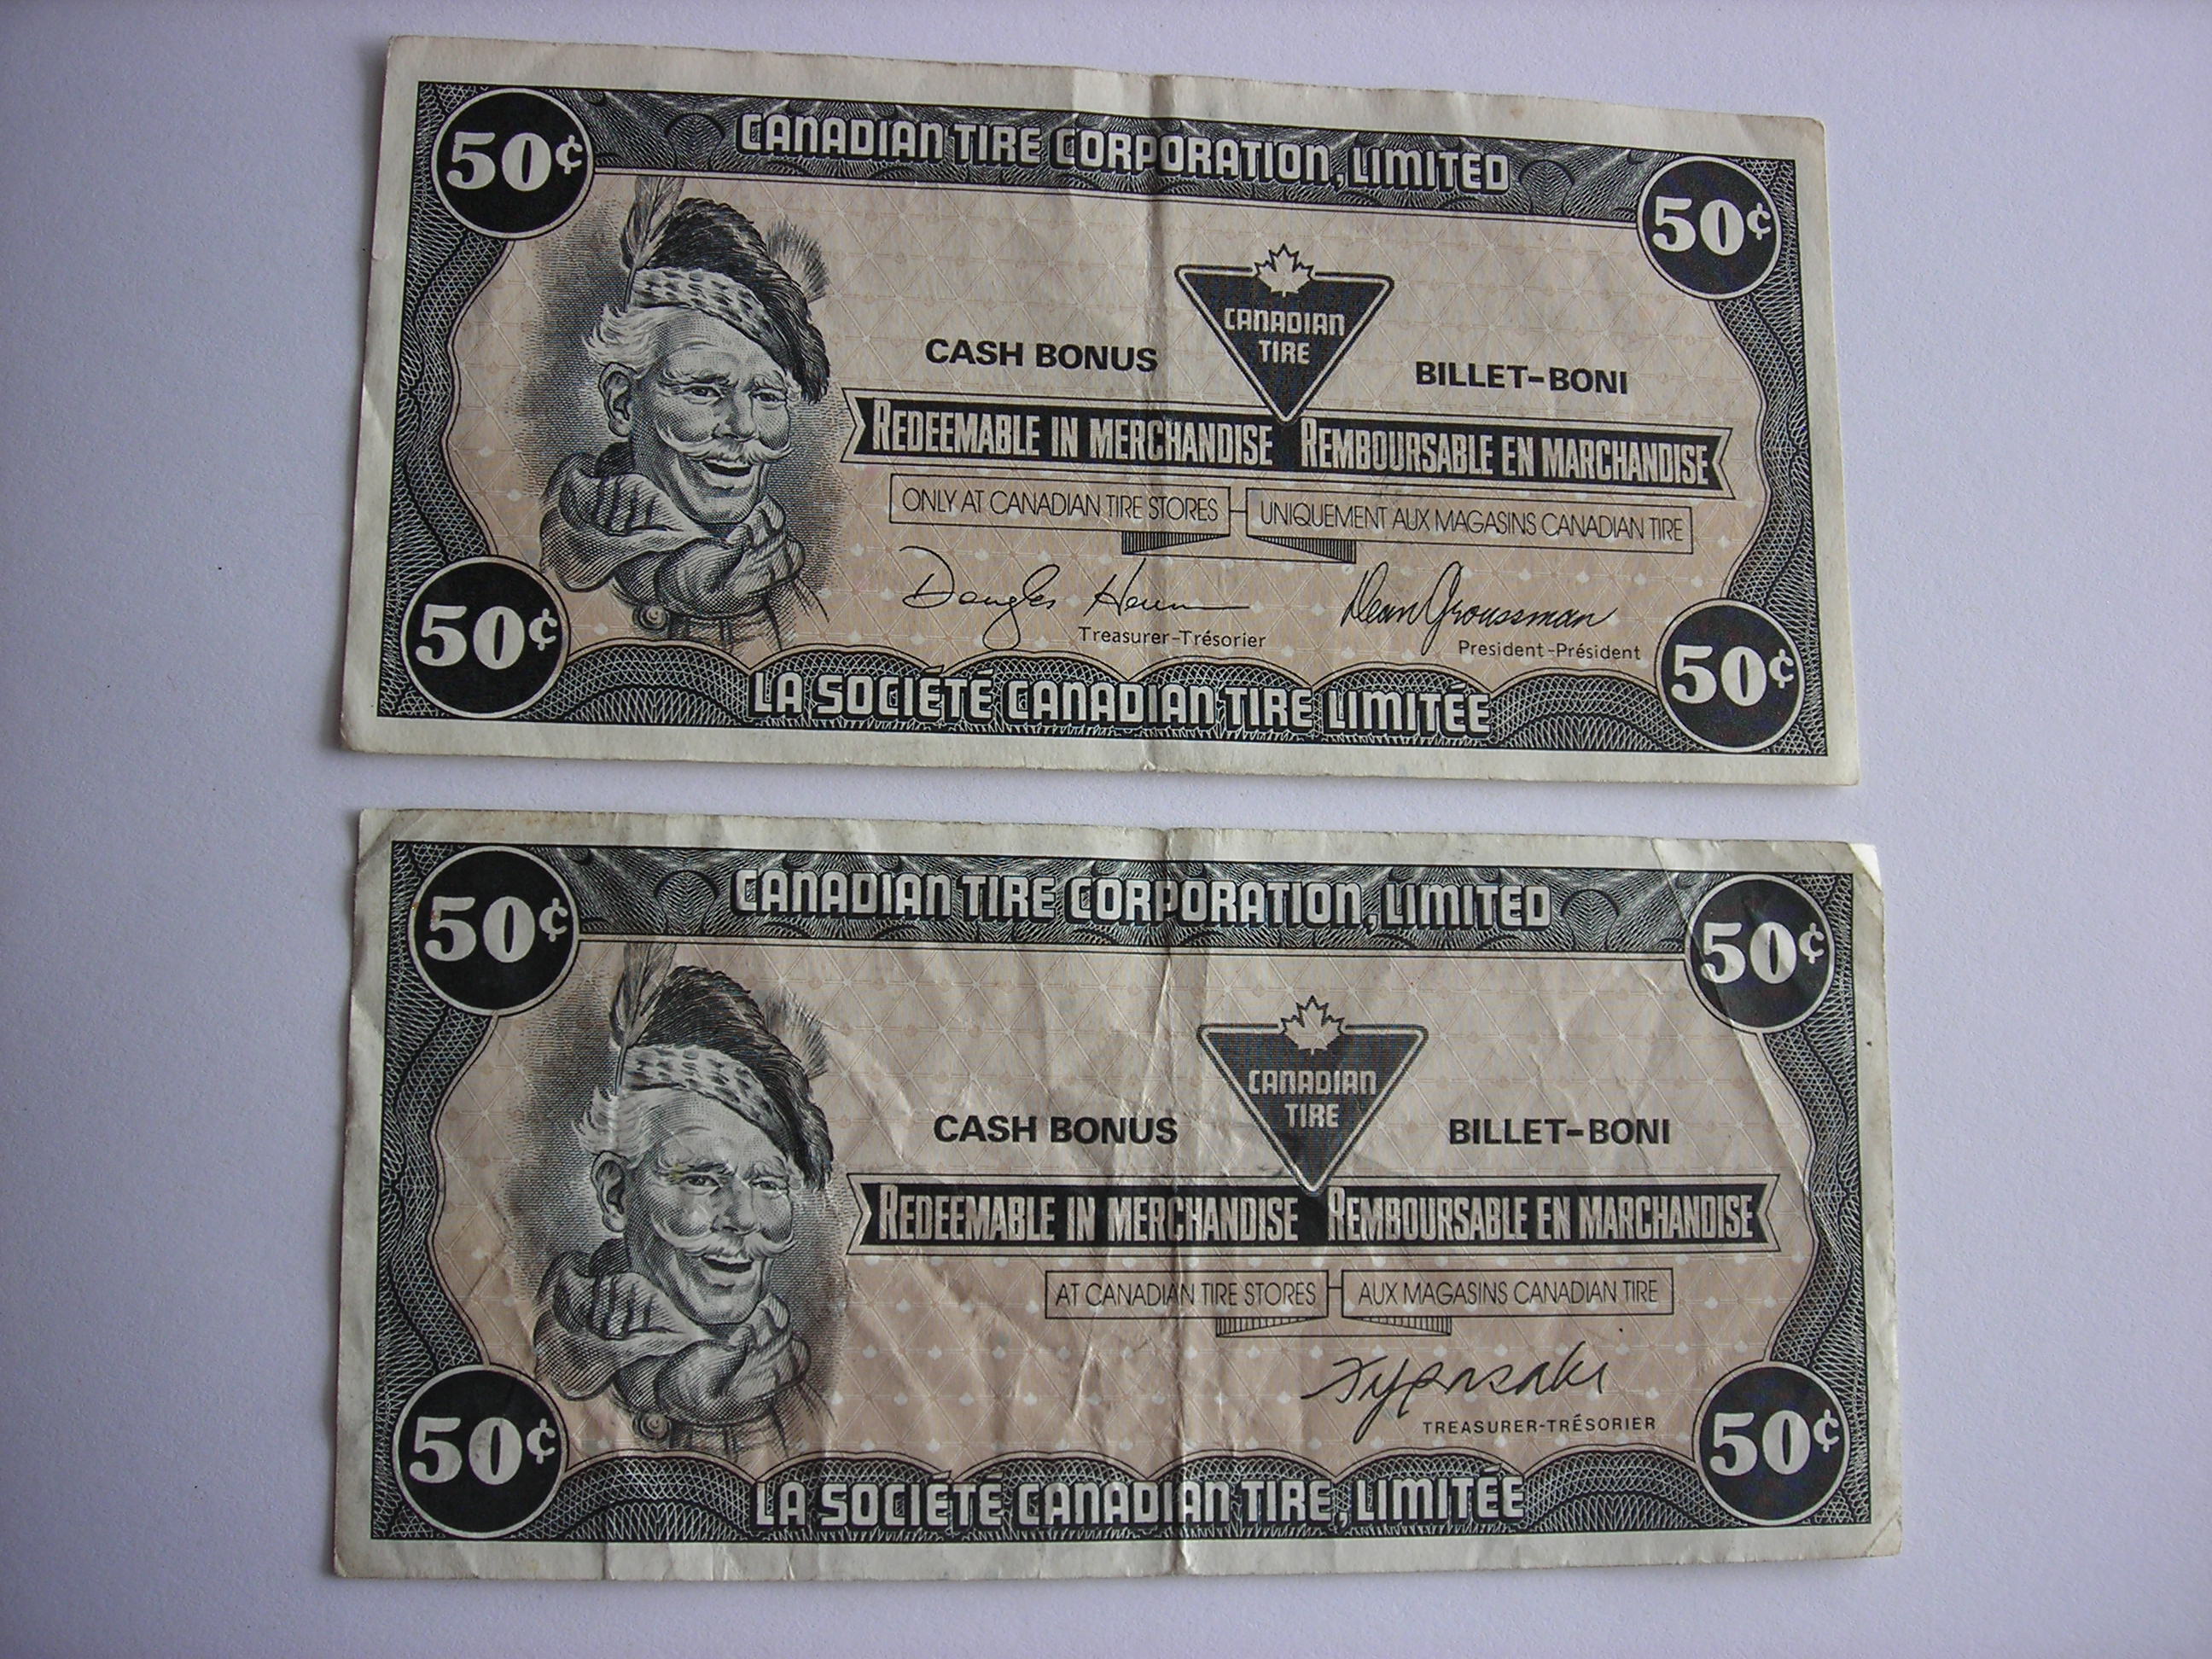 50¢
CANADIAN TIRE CORPORATION, LIMITED
50¢
CANADIAN
TIRE
CASH BONUS
BILLET-BONI
REDEEMABLE IN MERCHANDISE REMBOURSABLE EN MARCHANDISE
ONLY AT CANADIAN TIRE STORES UNIQUEMENT AUX MAGASINS CANADIAN TIRE
Dean Groussman
Treasurer-Trésorier
President-Président
50¢
50¢
LA SOCIÉTÉ CANADIAN TIRE LIMITÉE
50¢
CANADIAN TIRE CORPORATION, LIMITED
50¢
CANADIAN
TIRE
CASH BONUS
BILLET-BONI
REDEEMABLE IN MERCHANDISE REMBOURSABLE EN MARCHANDISE
AT CANADIAN TIRE STORES AUX MAGASINS CANADIAN TIRE
TREASURER-TRÉSORIER
50¢
50¢
LA SOCIÉTÉ CANADIAN TIRE, LIMITÉE